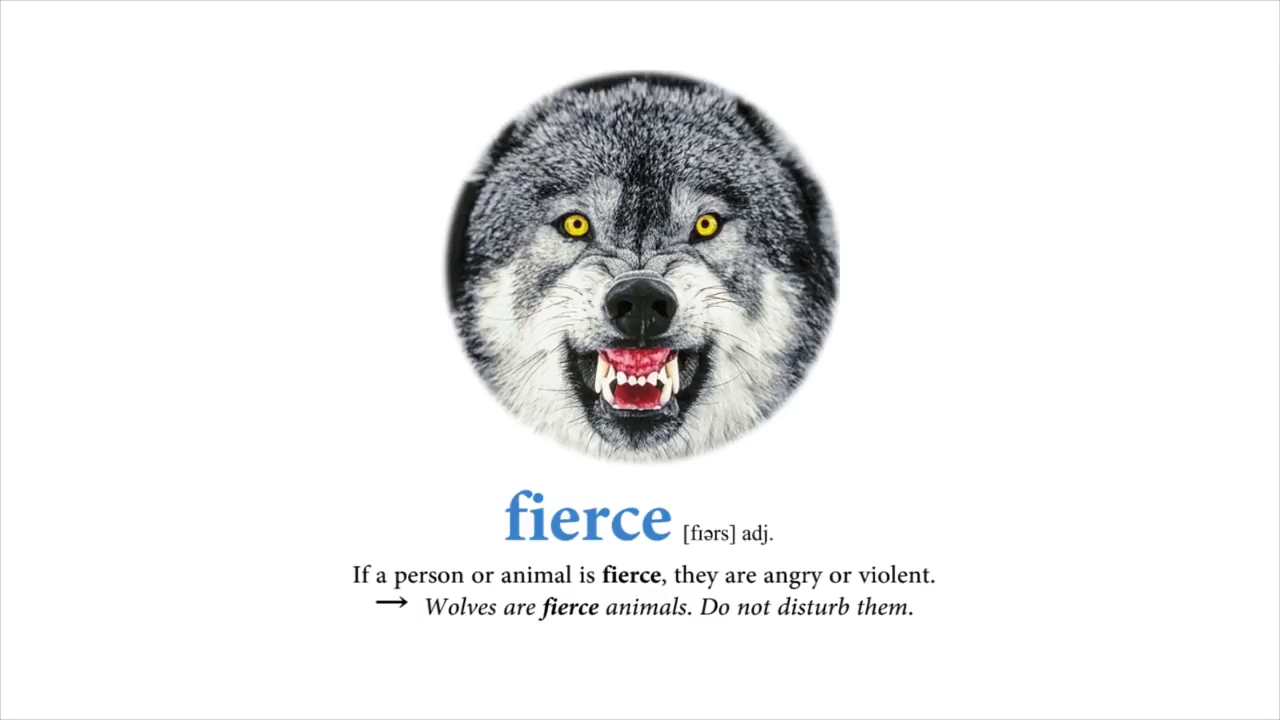 fierce [fɪərs] adj.
If a person or animal is fierce, they are angry or violent.
→ Wolves are fierce animals. Do not disturb them.